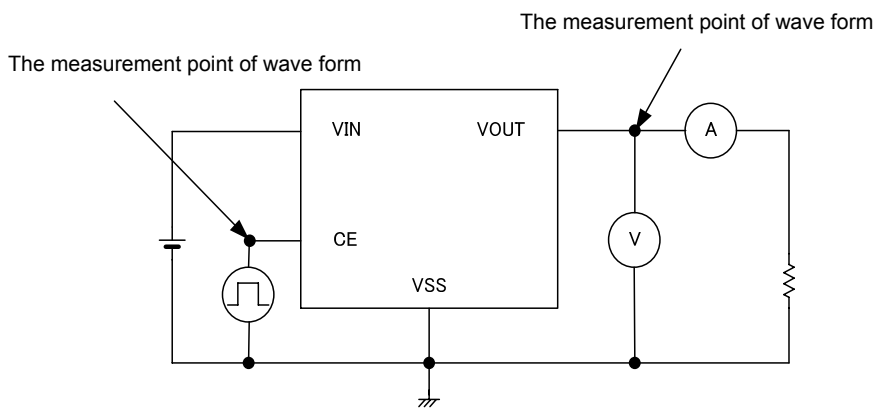 The measurement point of wave form
The measurement point of wave form
VIN
VOUT
A
CE
V
VSS